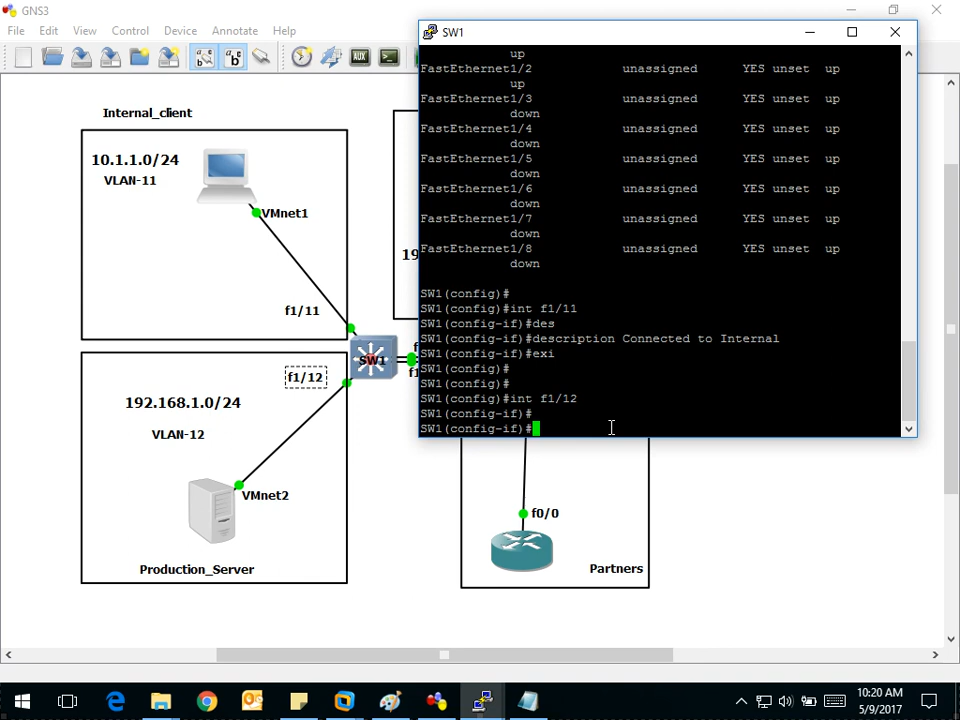 GNS3
File Edit View Control Device Annotate Help
AUX
Internal_client
10.1.1.0/24
VLAN-11
VMnet1
f1/11
19
SW1
f1/12
192.168.1.0/24
VLAN-12
VMnet2
Production_Server
f0/0
Partners
SW1
up
FastEthernet1/2 unassigned YES unset up
up
FastEthernet1/3 unassigned YES unset up
down
FastEthernet1/4 unassigned YES unset up
down
FastEthernet1/5 unassigned YES unset up
down
FastEthernet1/6 unassigned YES unset up
down
FastEthernet1/7 unassigned YES unset up
down
FastEthernet1/8 unassigned YES unset up
down
SW1(config)#
SW1(config)#int f1/11
SW1(config-if)#des
SW1(config-if)#description Connected to Internal
SW1(config-if)#exi
SW1(config)#
SW1(config)#
SW1(config)#int f1/12
SW1(config-if)#
SW1(config-if)#
10:20 AM
5/9/2017